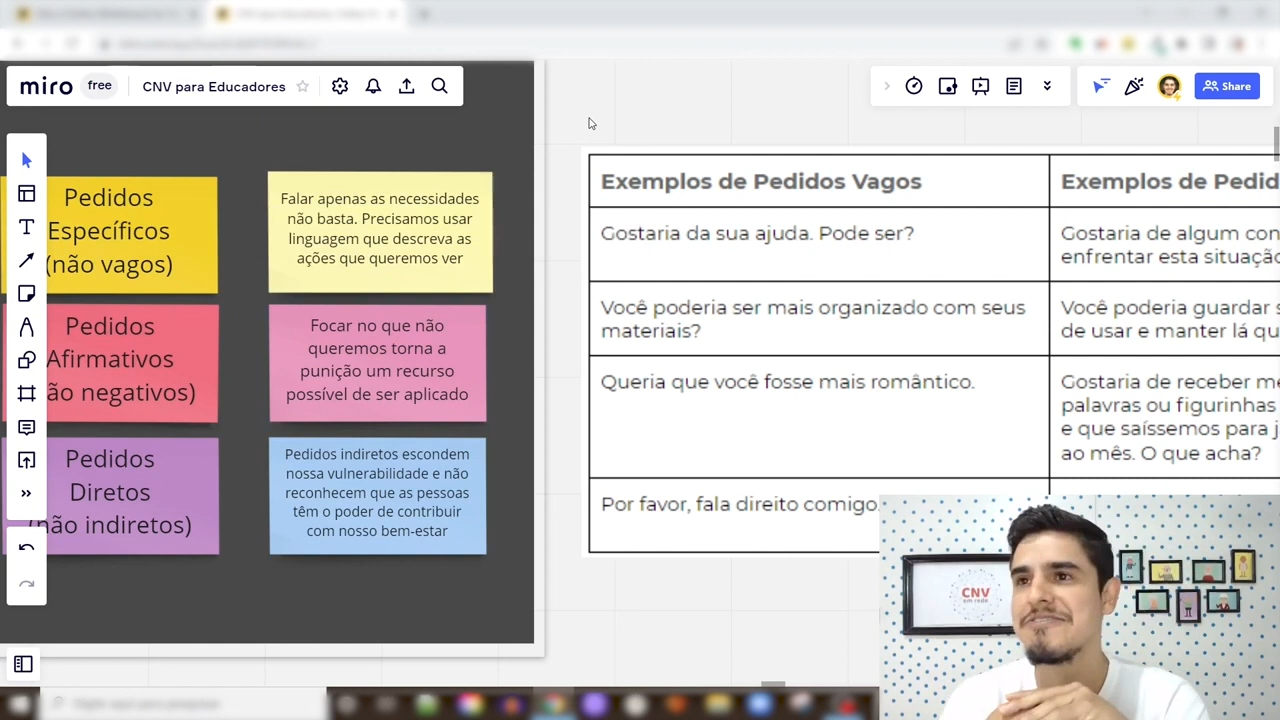 miro free CNV para Educadores
Share
Pedidos
Específicos
(não vagos)
Falar apenas as necessidades
não basta. Precisamos usar
linguagem que descreva as
ações que queremos ver
Pedidos
Afirmativos
ão negativos)
Focar no que não
queremos torna a
punição um recurso
possível de ser aplicado
Pedidos
Diretos
(não indiretos)
Pedidos indiretos escondem
nossa vulnerabilidade e não
reconhecem que as pessoas
têm o poder de contribuir
com nosso bem-estar
Exemplos de Pedidos Vagos
Exemplos de Pedid
Gostaria da sua ajuda. Pode ser?
Gostaria de algum con
enfrentar esta situação
Você poderia ser mais organizado com seus
materiais?
Você poderia guardar s
de usar e manter lá qu
Queria que você fosse mais romântico.
Gostaria de receber me
palavras ou figurinhas
e que saíssemos para j
ao mês. O que acha?
Por favor, fala direito comigo.
CNV
em rede